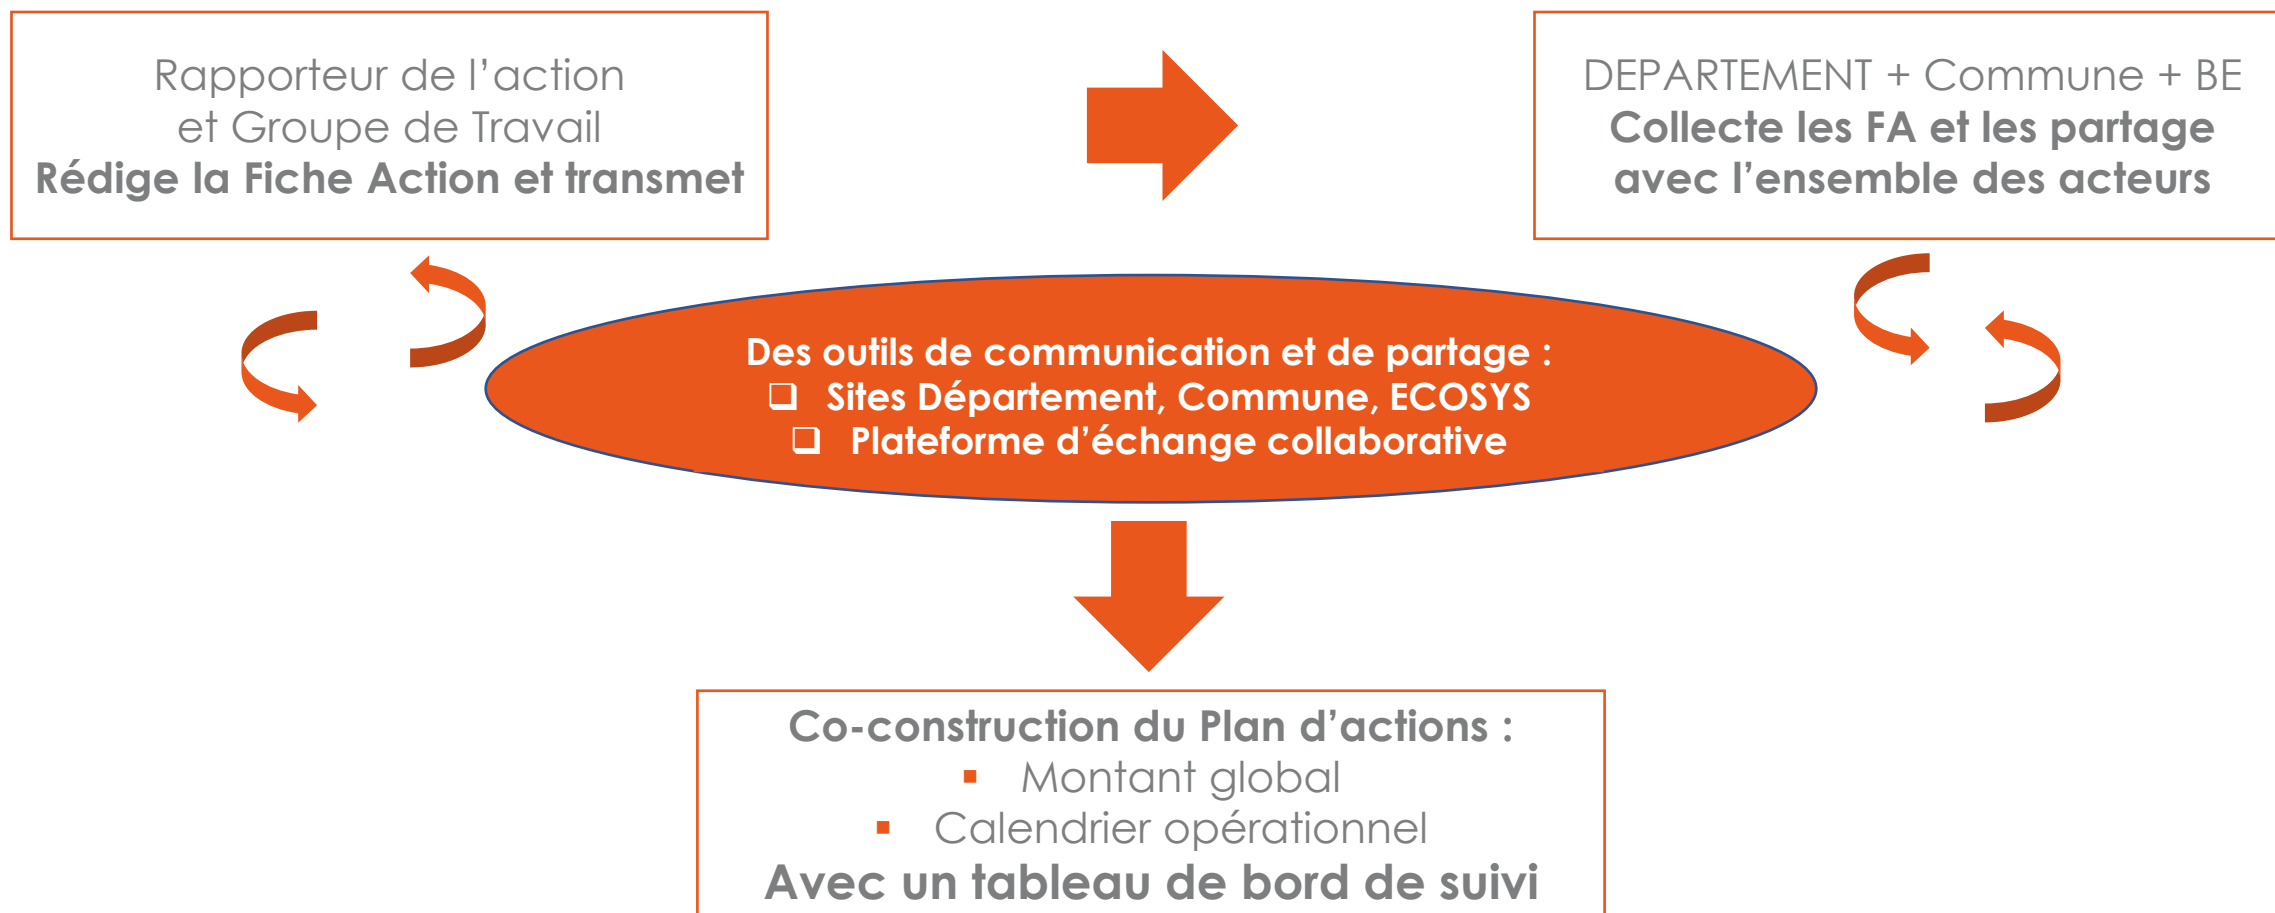 Rapporteur de l’action
et Groupe de Travail
Rédige la Fiche Action et transmet
DEPARTEMENT + Commune + BE
Collecte les FA et les partage
avec l’ensemble des acteurs
Des outils de communication et de partage :
❑ Sites Département, Commune, ECOSYS
❑ Plateforme d’échange collaborative
Co-construction du Plan d’actions :
▪ Montant global
▪ Calendrier opérationnel
Avec un tableau de bord de suivi